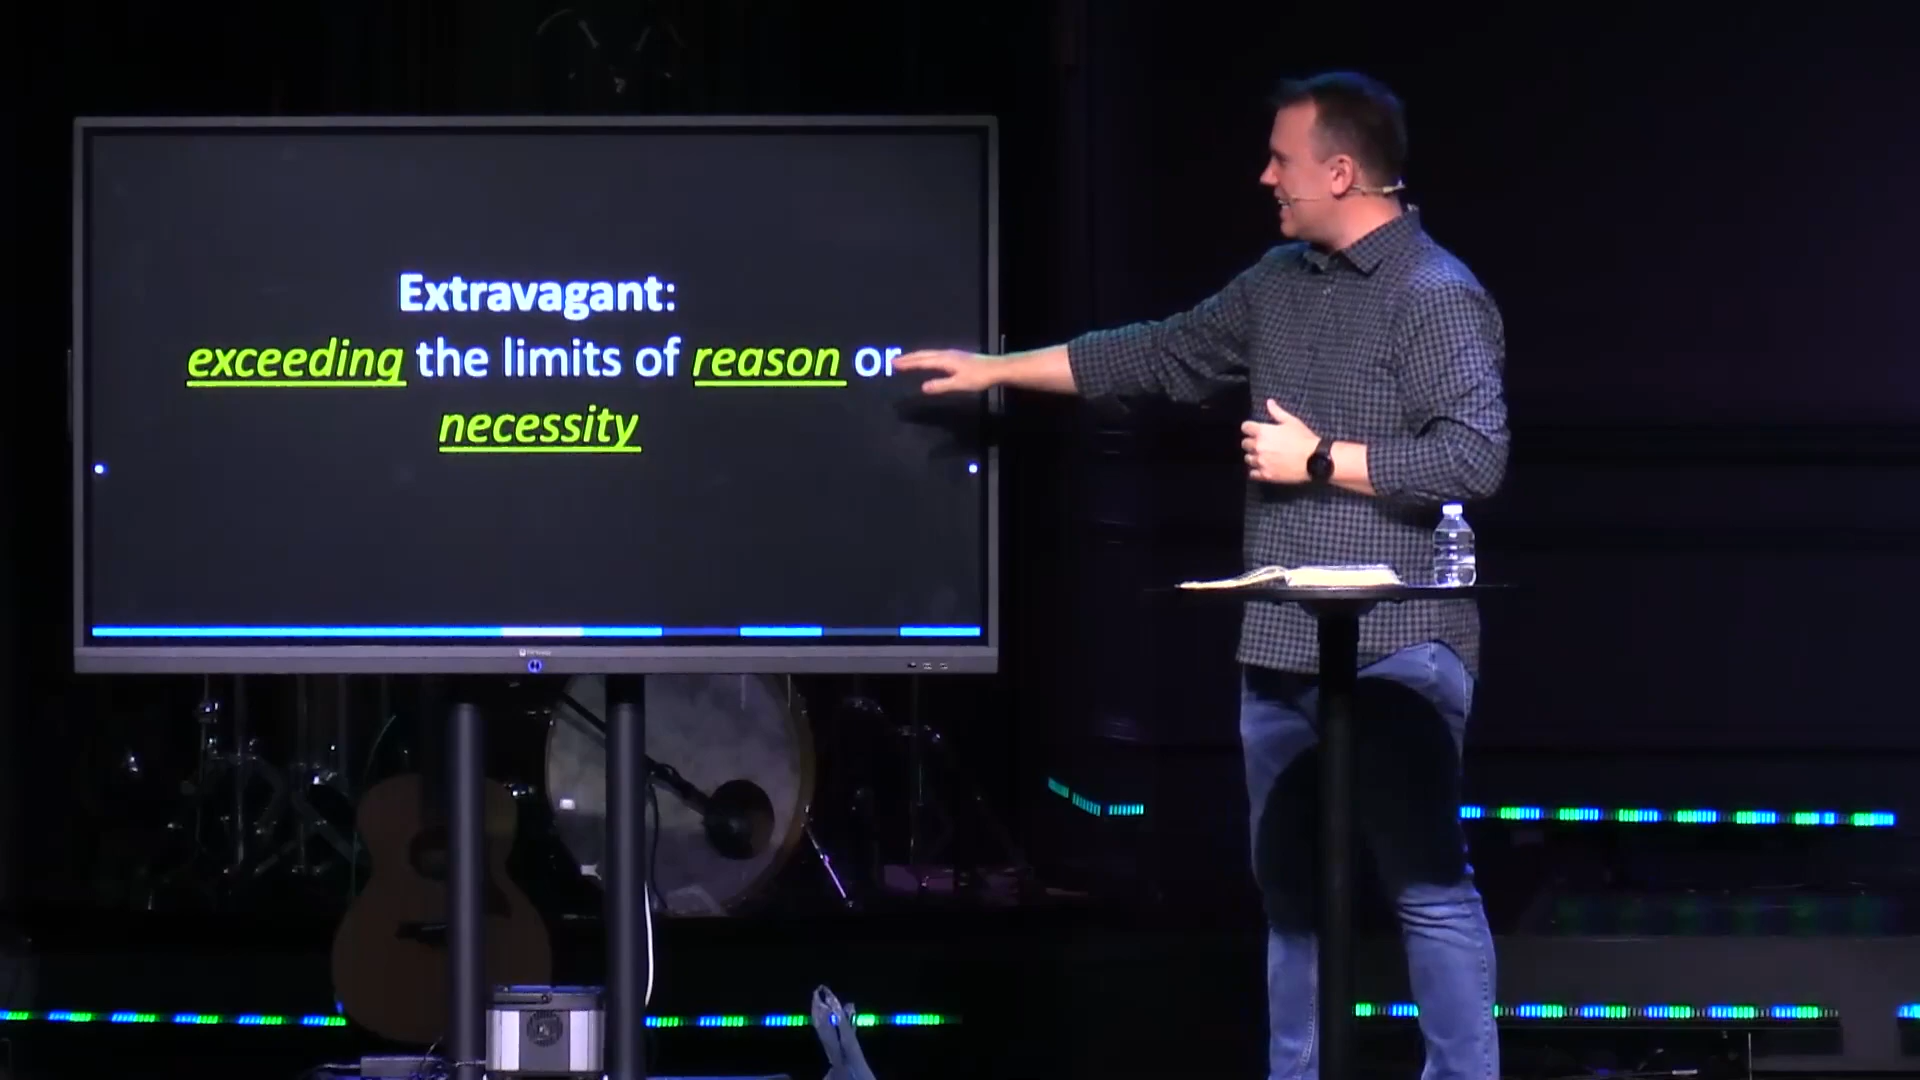 Extravagant:
exceeding the limits of reason or
necessity